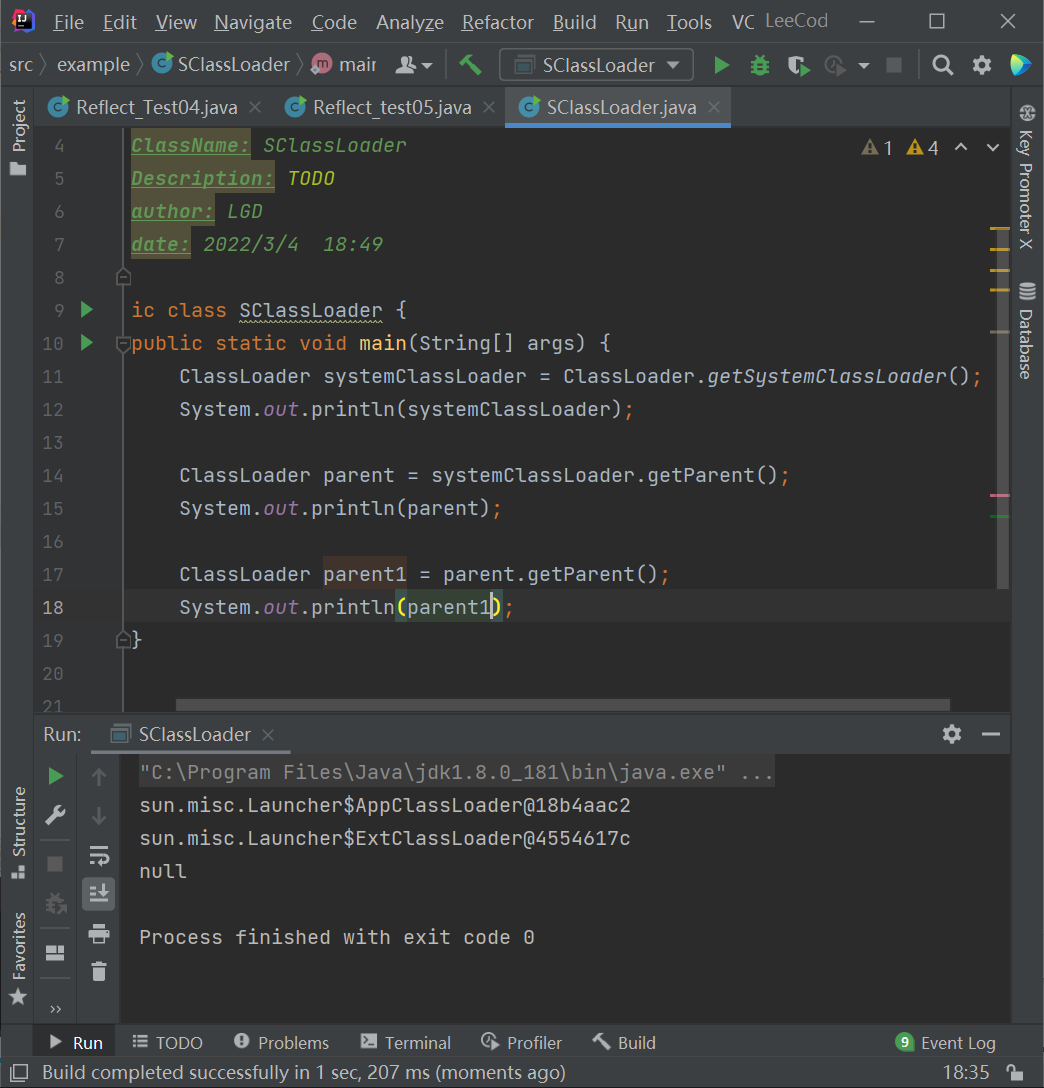 File Edit View Navigate Code Analyze Refactor Build Run Tools VC LeeCod
src example SClassLoader main SClassLoader
Reflect_Test04.java Reflect_test05.java SClassLoader.java
Project
Structure
Favorites
Key Promoter X
Database
1 4
4 ClassName: SClassLoader
5 Description: TODO
6 author: LGD
7 date: 2022/3/4 18:49
8
9 ic class SClassLoader {
10 public static void main(String[] args) {
11 ClassLoader systemClassLoader = ClassLoader.getSystemClassLoader();
12 System.out.println(systemClassLoader);
13
14 ClassLoader parent = systemClassLoader.getParent();
15 System.out.println(parent);
16
17 ClassLoader parent1 = parent.getParent();
18 System.out.println(parent1);
19 }
20
21
Run: SClassLoader
"C:\Program Files\Java\jdk1.8.0_181\bin\java.exe" ...
sun.misc.Launcher$AppClassLoader@18b4aac2
sun.misc.Launcher$ExtClassLoader@4554617c
null
Process finished with exit code 0
Run TODO Problems Terminal Profiler Build 9 Event Log
Build completed successfully in 1 sec, 207 ms (moments ago) 18:35